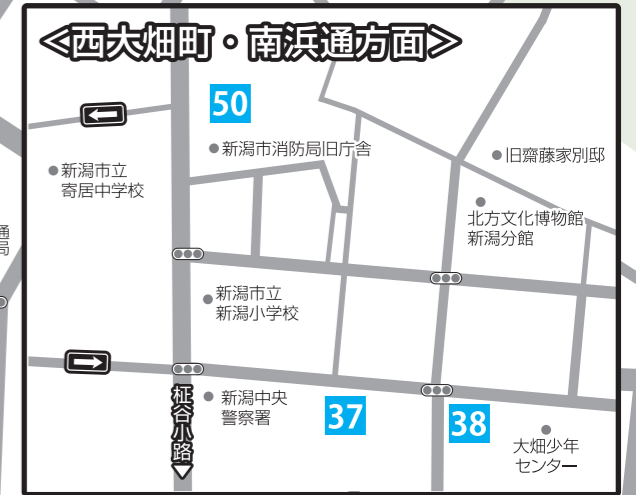 <西大畑町・南浜通方面>
50
新潟市消防局旧庁舎
旧齋藤家別邸
新潟市立
寄居中学校
北方文化博物館
新潟分館
通
局
新潟市立
新潟小学校
新潟中央
警察署
柾谷小路
37
38
大畑少年
センター